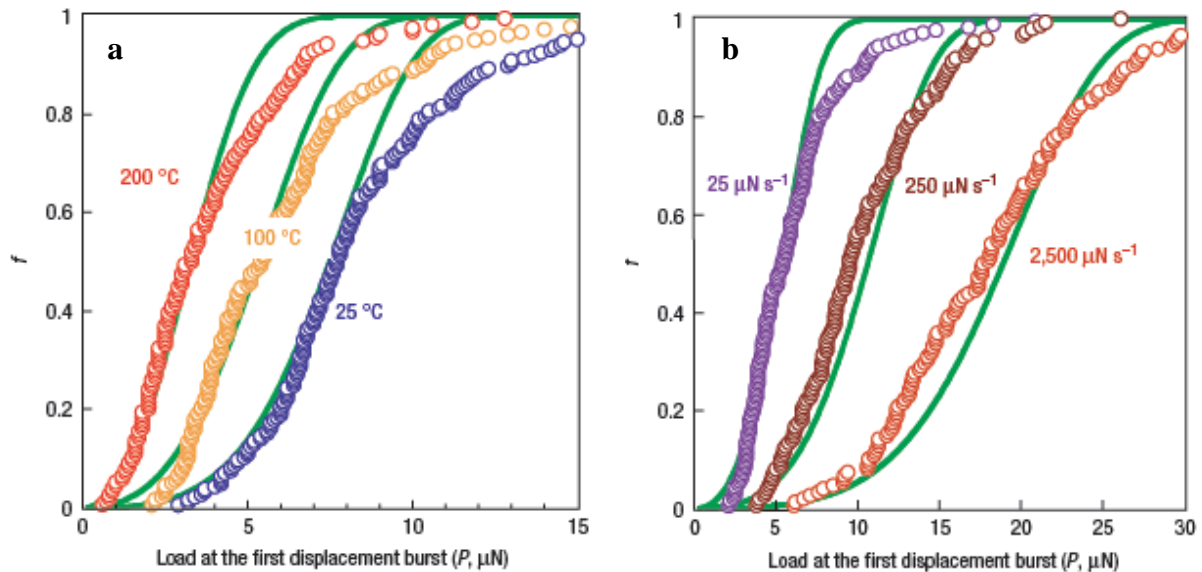 a
1
0.8
0.6
0.4
0.2
0
f
200 °C
100 °C
25 °C
0
5
10
15
Load at the first displacement burst (P, μN)
b
1
0.8
0.6
0.4
0.2
0
f
25 μN s⁻¹
250 μN s⁻¹
2,500 μN s⁻¹
0
5
10
15
20
25
30
Load at the first displacement burst (P, μN)